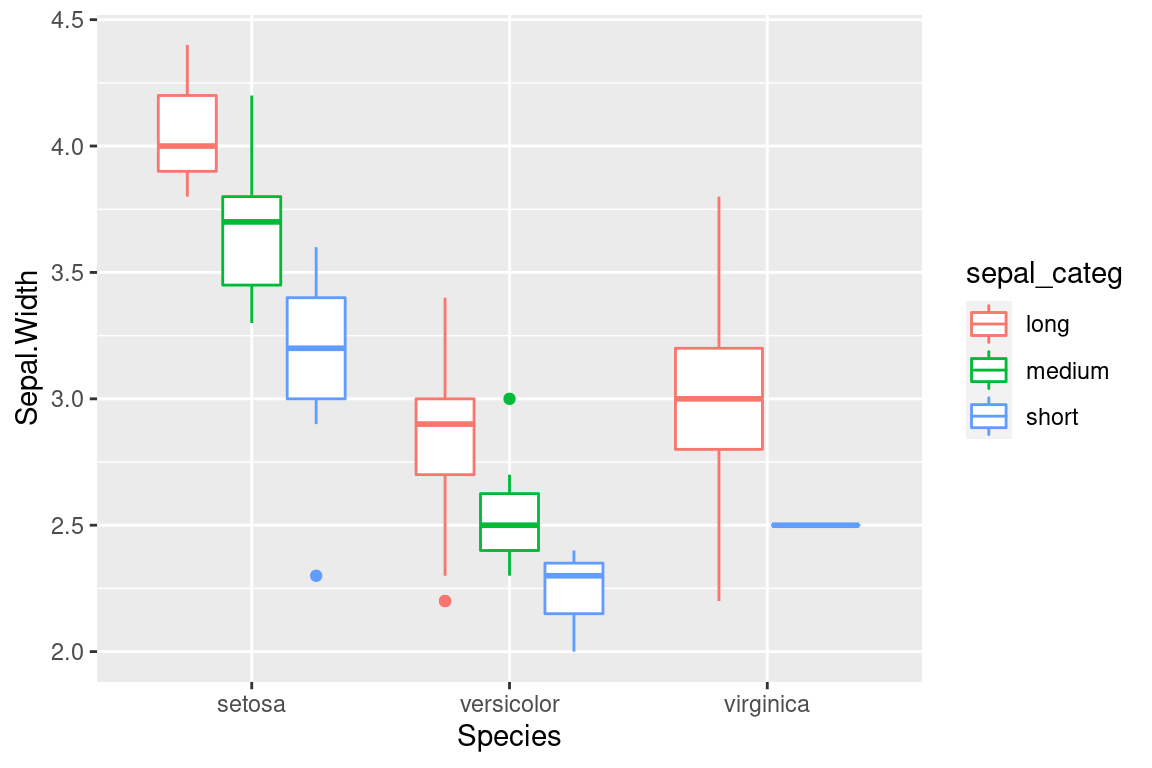 4.5
4.0
3.5
3.0
2.5
2.0
Sepal.Width
setosa versicolor virginica
Species
sepal_categ
long
medium
short